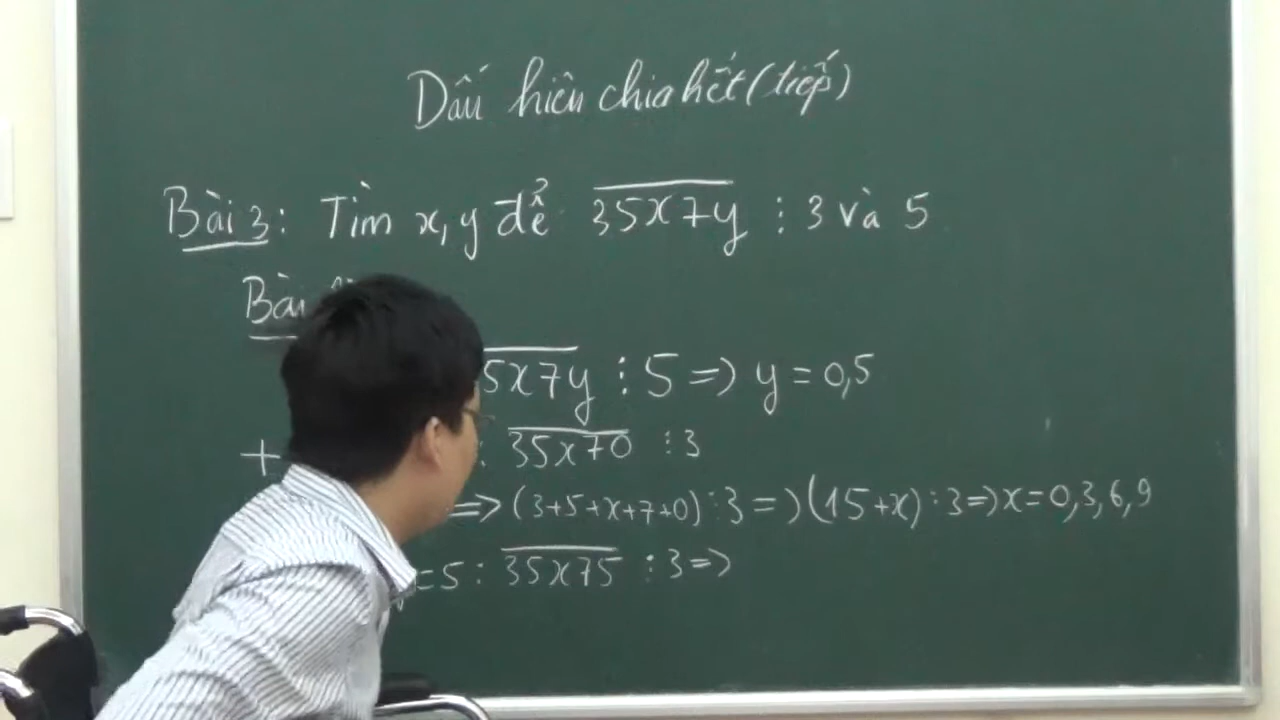 Dấu hiệu chia hết (tiếp)
Bài 3: Tìm x, y để 35x7y ⋮ 3 và 5
Bài
5x7y ⋮ 5 => y = 0,5
+ : 35x70 ⋮ 3
=> (3+5+x+7+0) ⋮ 3 => (15+x) ⋮ 3 => x = 0,3,6,9
=5 : 35x75 ⋮ 3 =>